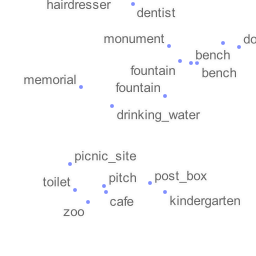 hairdresser
dentist
monument
do
bench
fountain
bench
memorial
fountain
drinking_water
picnic_site
pitch
post_box
toilet
cafe
kindergarten
zoo